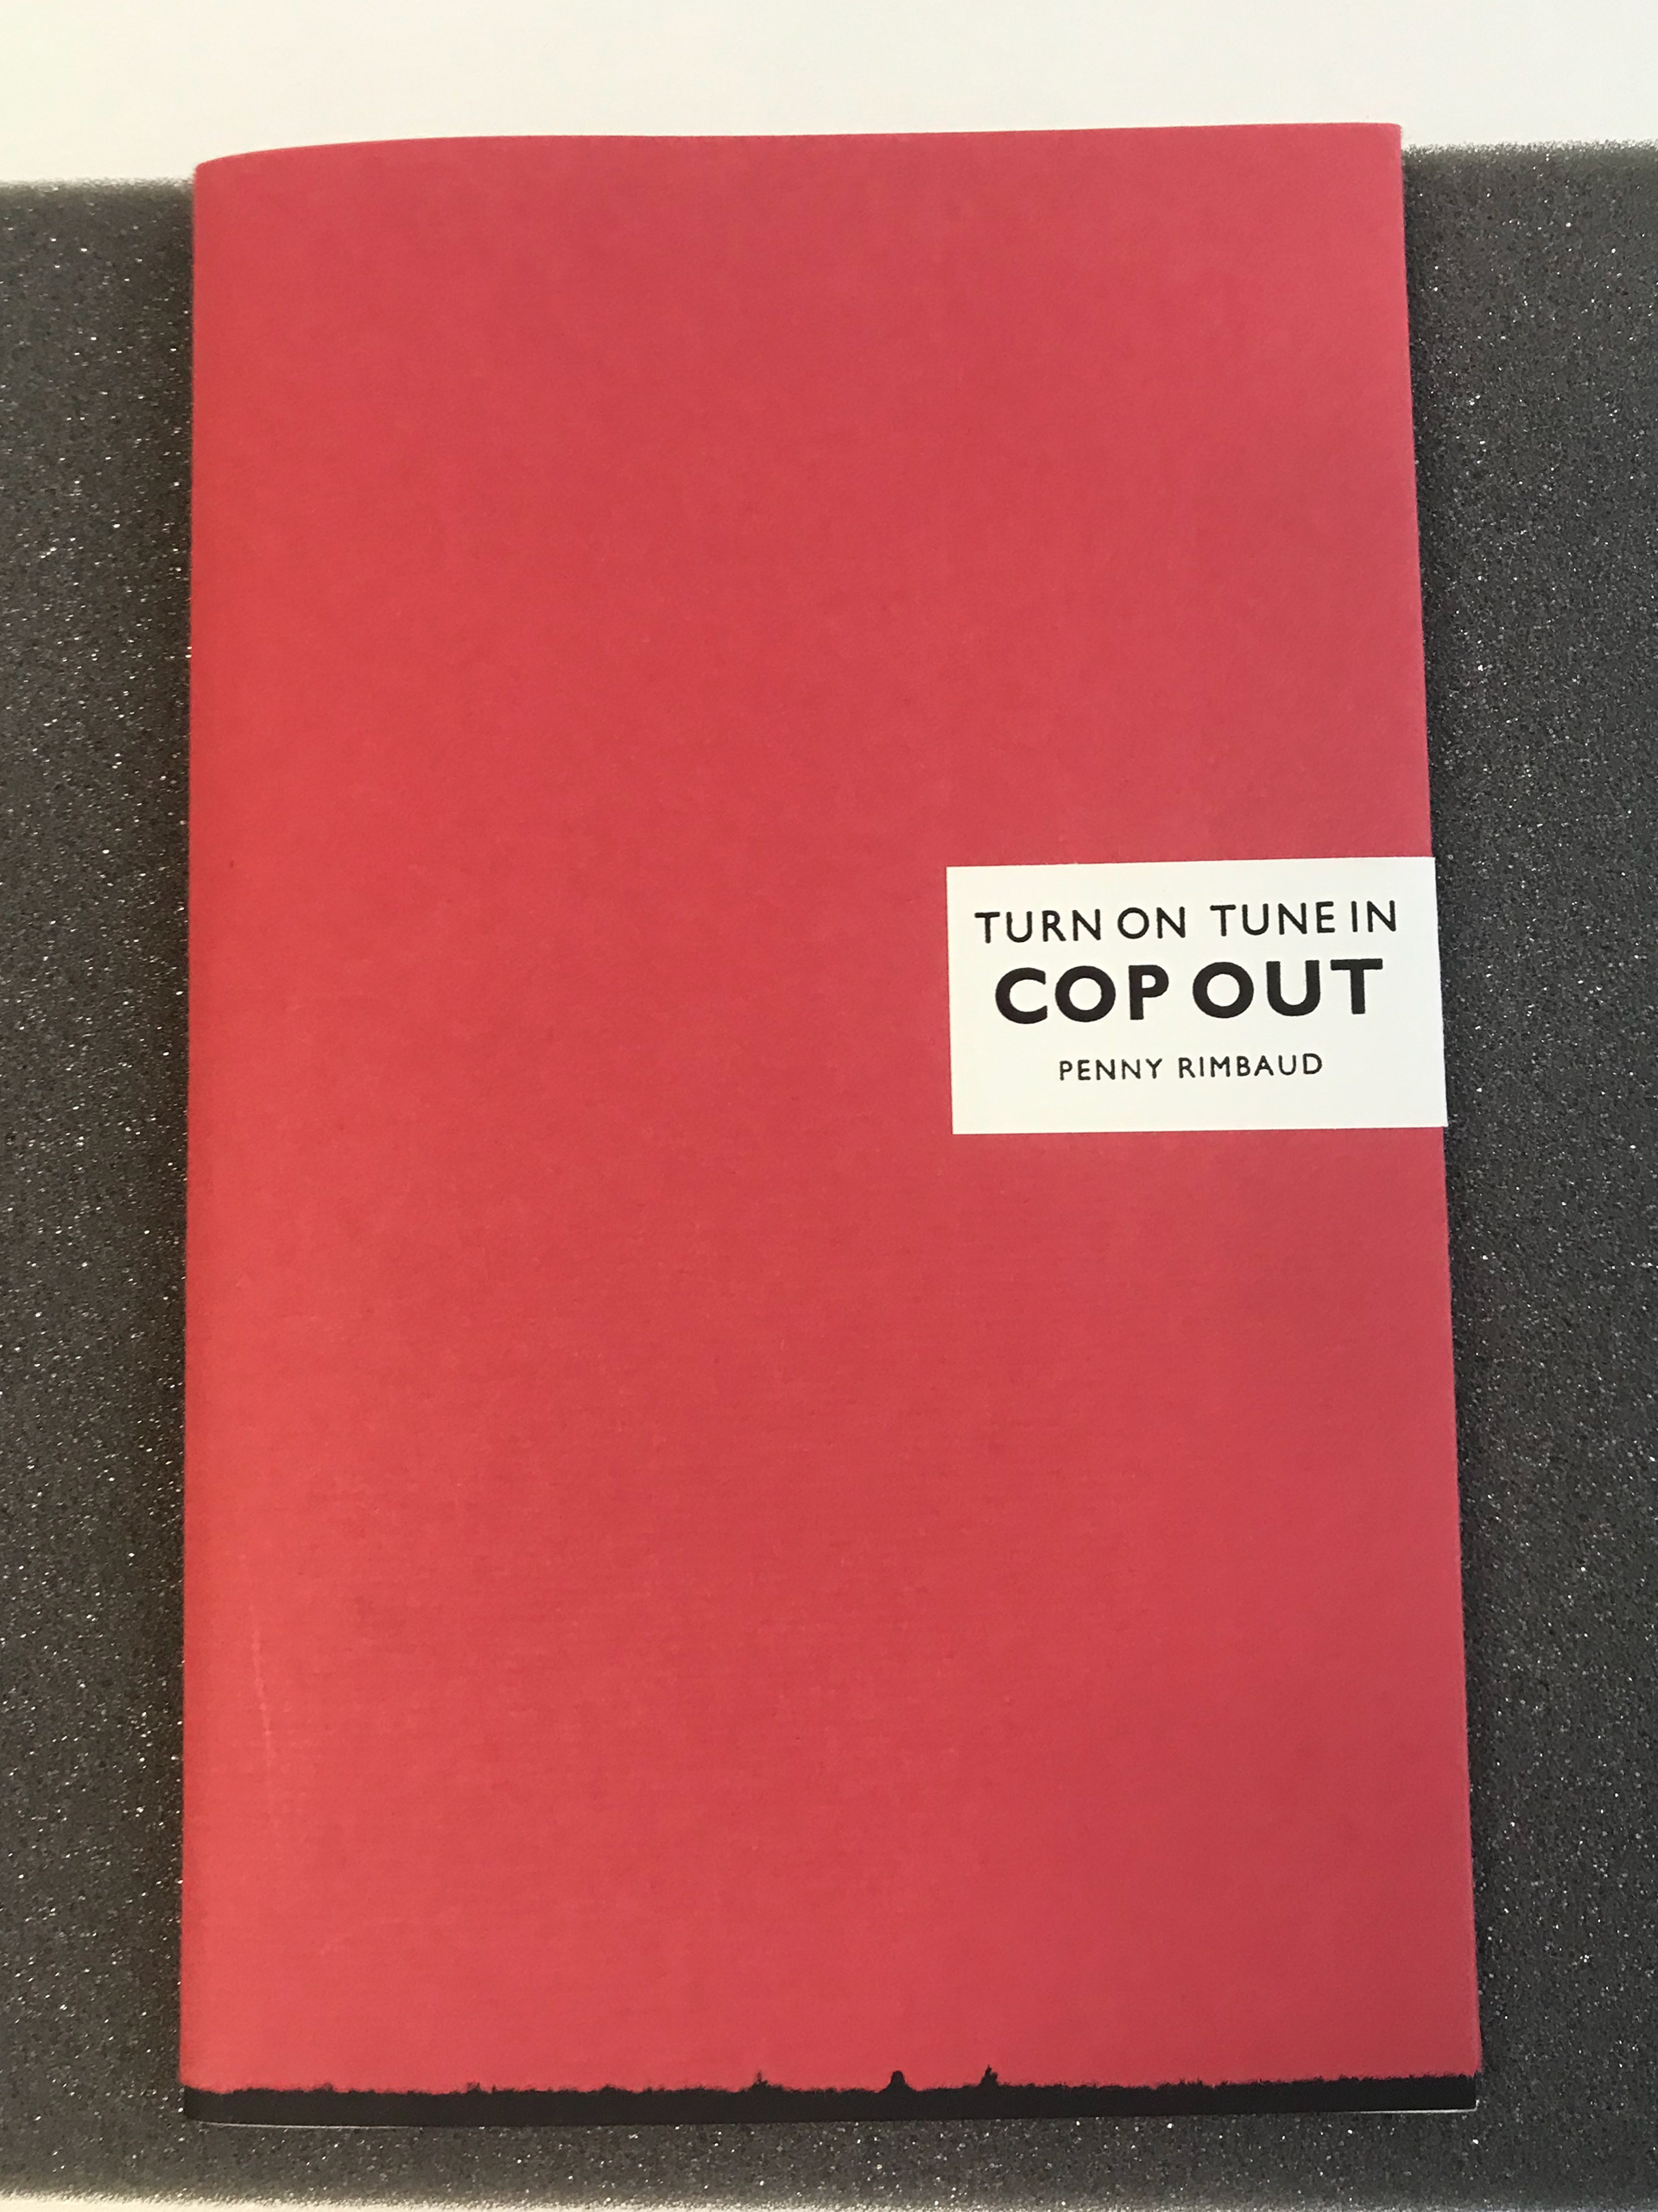 TURN ON TUNE IN
COP OUT
PENNY RIMBAUD